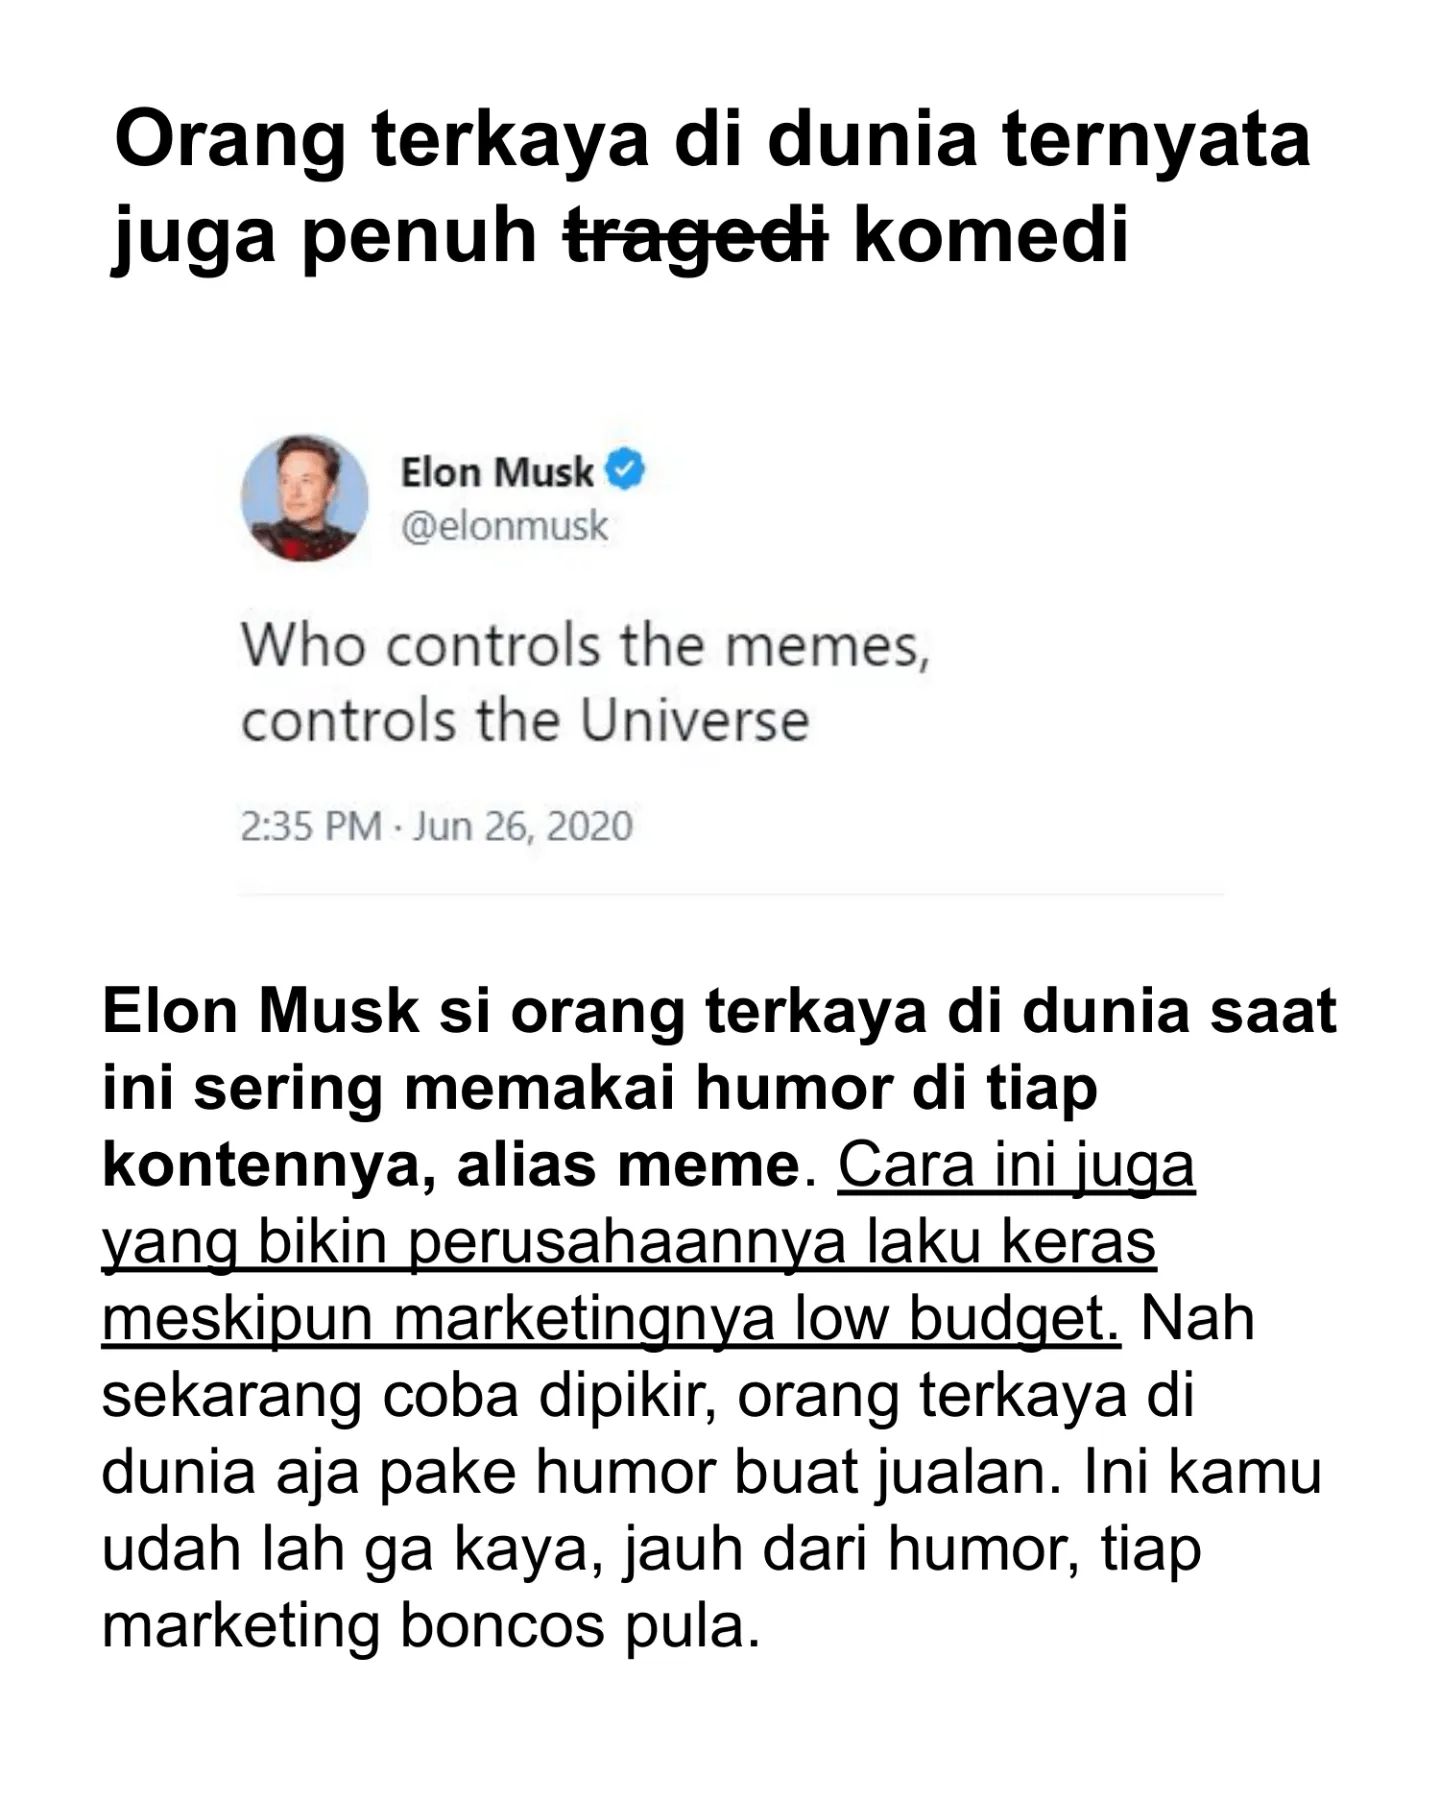 Orang terkaya di dunia ternyata
juga penuh tragedi komedi
Elon Musk
@elonmusk
Who controls the memes,
controls the Universe
2:35 PM · Jun 26, 2020
Elon Musk si orang terkaya di dunia saat
ini sering memakai humor di tiap
kontennya, alias meme. Cara ini juga
yang bikin perusahaannya laku keras
meskipun marketingnya low budget. Nah
sekarang coba dipikir, orang terkaya di
dunia aja pake humor buat jualan. Ini kamu
udah lah ga kaya, jauh dari humor, tiap
marketing boncos pula.